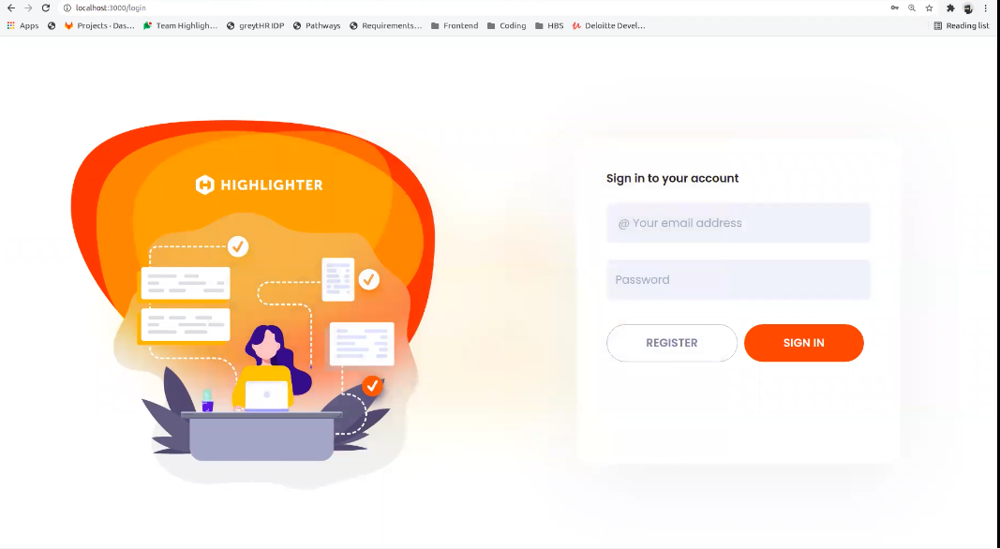 localhost:3000/login
Apps
Projects · Das...
Team Highligh...
greytHR IDP
Pathways
Requirements...
Frontend
Coding
HBS
Deloitte Devel...
Reading list
HIGHLIGHTER
Sign in to your account
@ Your email address
Password
REGISTER
SIGN IN